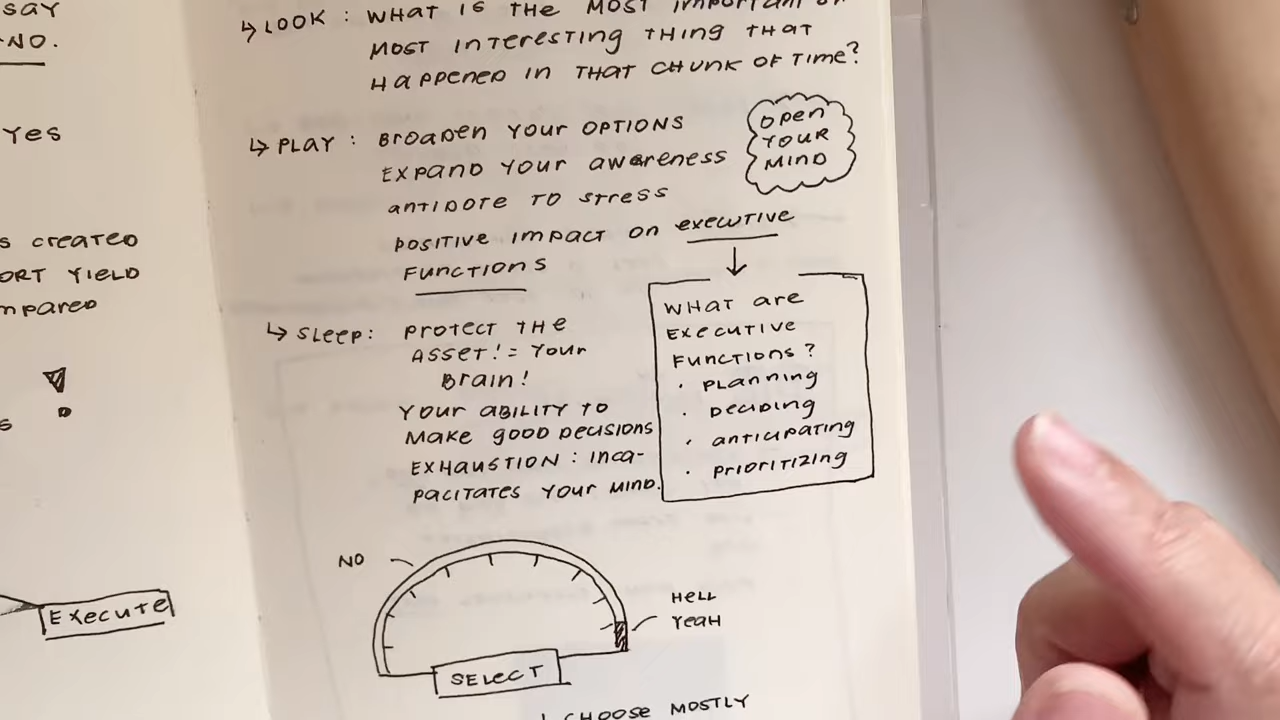 SAY
NO.
YES
S CREATED
ORT YIELD
MPARED
S
EXECUTE
↳ LOOK : WHAT IS THE MOST IMPORTANT OR
MOST INTERESTING THING THAT
HAPPENED IN THAT CHUNK OF TIME?
↳ PLAY : BROADEN YOUR OPTIONS
EXPAND YOUR AWARENESS
ANTIDOTE TO STRESS
POSITIVE IMPACT ON EXECUTIVE
FUNCTIONS
OPEN
YOUR
MIND
↳ SLEEP: PROTECT THE
ASSET! = YOUR
BRAIN!
YOUR ABILITY TO
MAKE GOOD DECISIONS
EXHAUSTION : INCA-
PACITATES YOUR MIND.
WHAT ARE
EXECUTIVE
FUNCTIONS ?
· PLANNING
· DECIDING
· ANTICIPATING
· PRIORITIZING
NO
HELL
YEAH
SELECT
CHOOSE MOSTLY